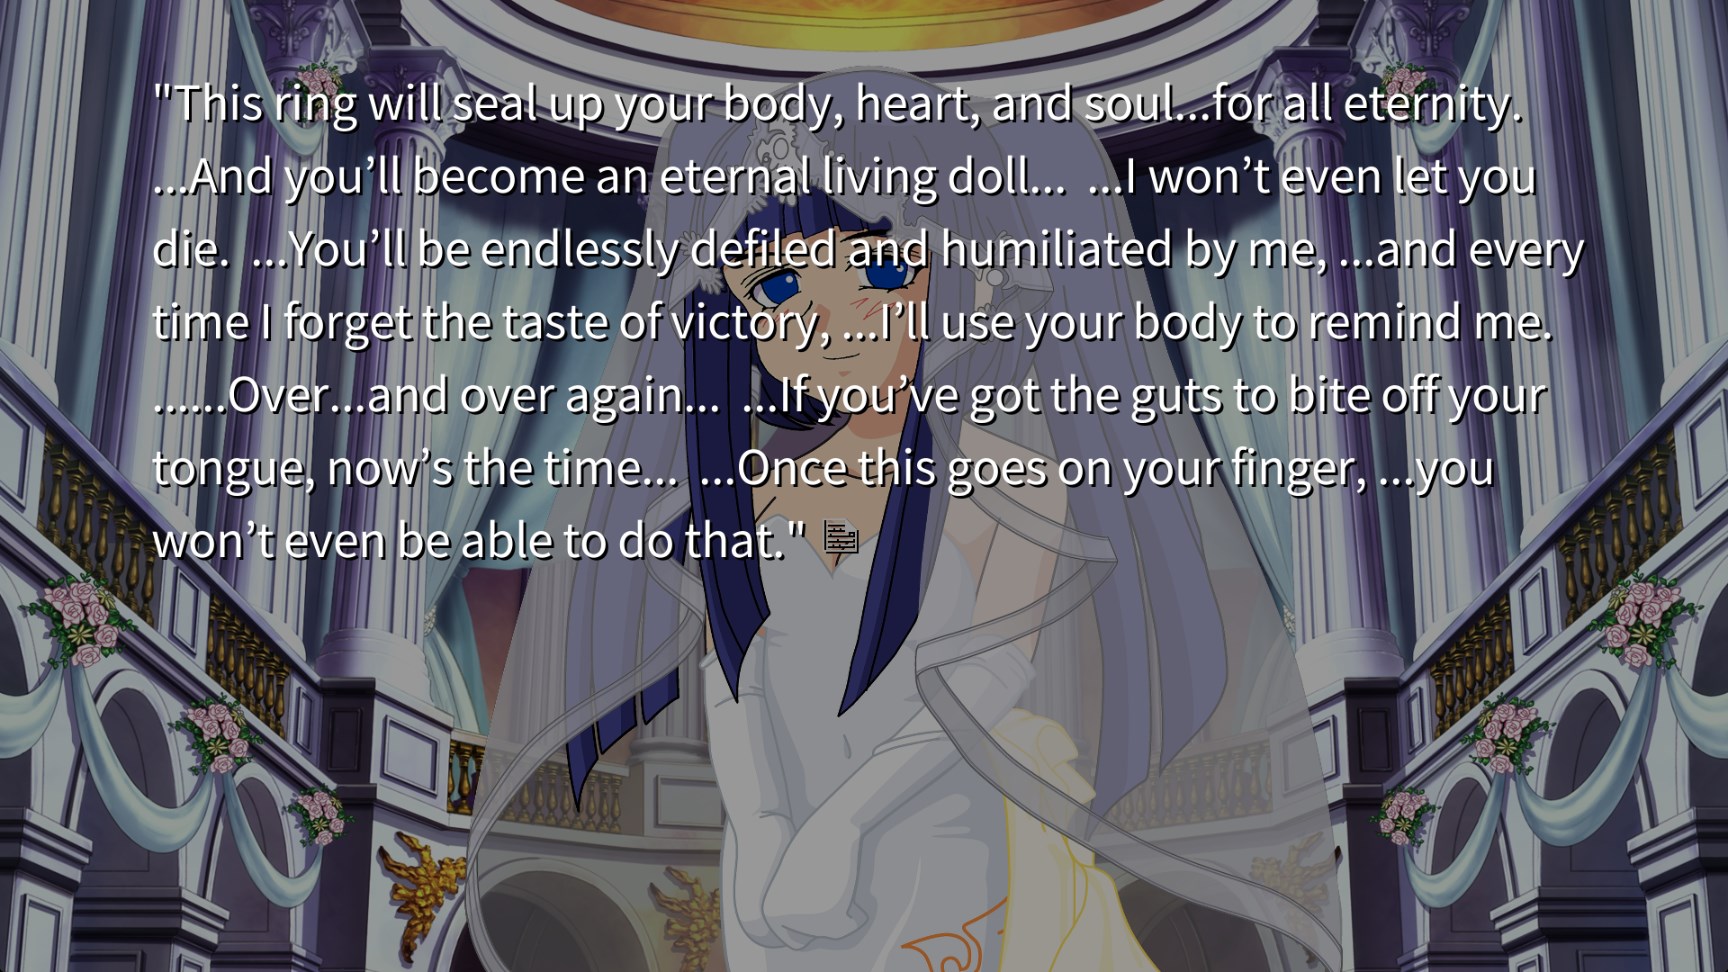 "This ring will seal up your body, heart, and soul...for all eternity.
...And you’ll become an eternal living doll...  ...I won’t even let you
die.  ...You’ll be endlessly defiled and humiliated by me, ...and every
time I forget the taste of victory, ...I’ll use your body to remind me.
......Over...and over again...  ...If you’ve got the guts to bite off your
tongue, now’s the time...  ...Once this goes on your finger, ...you
won’t even be able to do that."